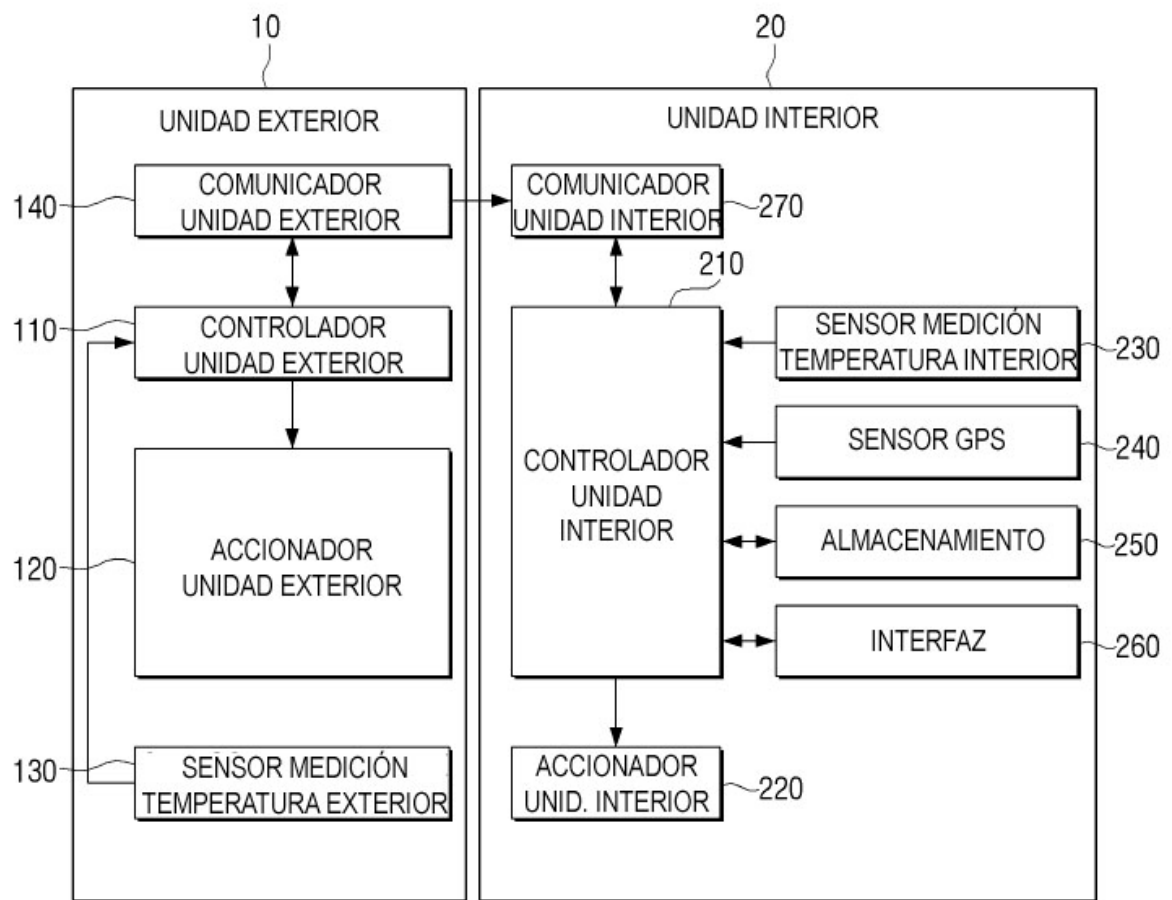 10
20
UNIDAD EXTERIOR
UNIDAD INTERIOR
140
COMUNICADOR
UNIDAD EXTERIOR
COMUNICADOR
UNIDAD INTERIOR
270
210
110
CONTROLADOR
UNIDAD EXTERIOR
SENSOR MEDICIÓN
TEMPERATURA INTERIOR
230
SENSOR GPS
240
CONTROLADOR
UNIDAD
INTERIOR
120
ACCIONADOR
UNIDAD EXTERIOR
ALMACENAMIENTO
250
INTERFAZ
260
130
SENSOR MEDICIÓN
TEMPERATURA EXTERIOR
ACCIONADOR
UNID. INTERIOR
220